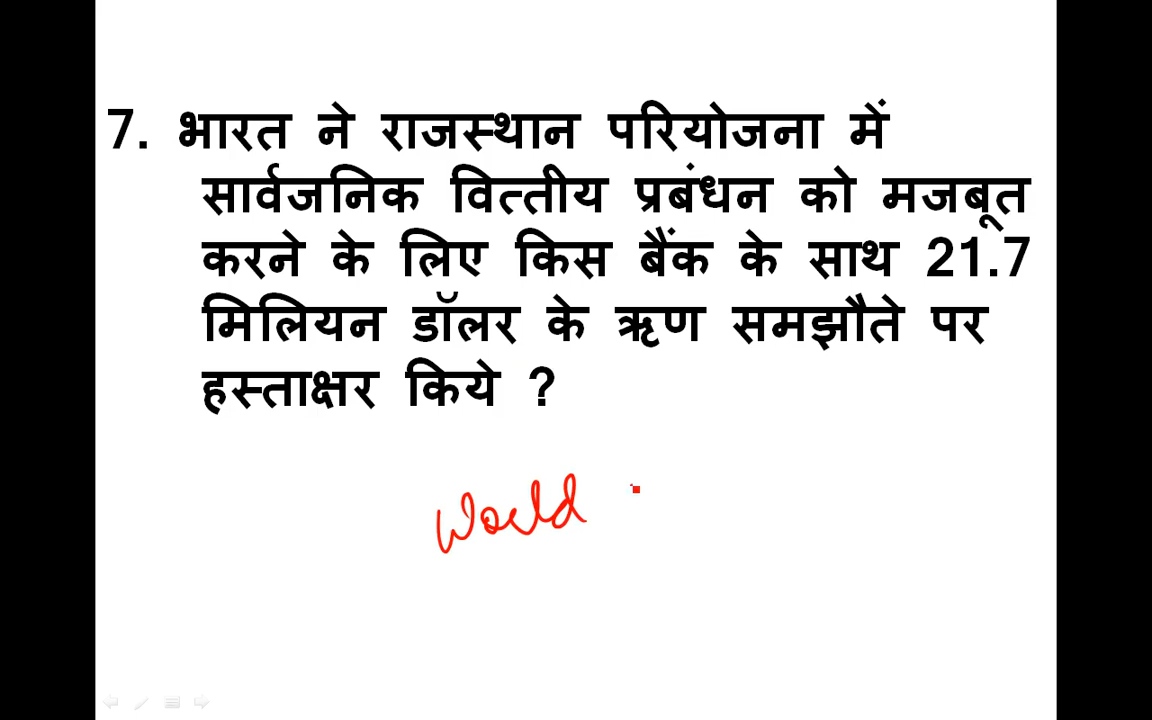 7. भारत ने राजस्थान परियोजना में
सार्वजनिक वित्तीय प्रबंधन को मजबूत
करने के लिए किस बैंक के साथ 21.7
मिलियन डॉलर के ऋण समझौते पर
हस्ताक्षर किये ?
World